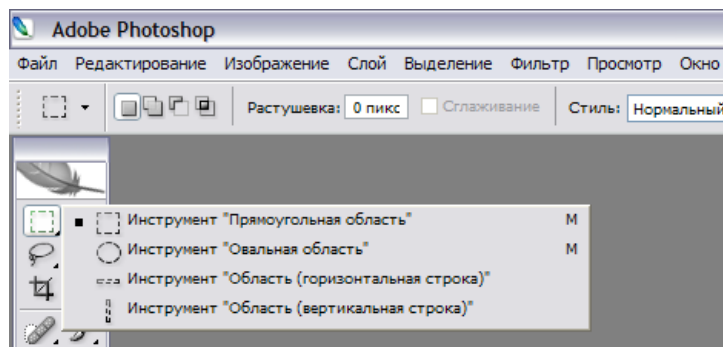 Adobe Photoshop
Файл Редактирование Изображение Слой Выделение Фильтр Просмотр Окно
Растушевка: 0 пикс Сглаживание Стиль: Нормальный
Инструмент "Прямоугольная область" M
Инструмент "Овальная область" M
Инструмент "Область (горизонтальная строка)"
Инструмент "Область (вертикальная строка)"